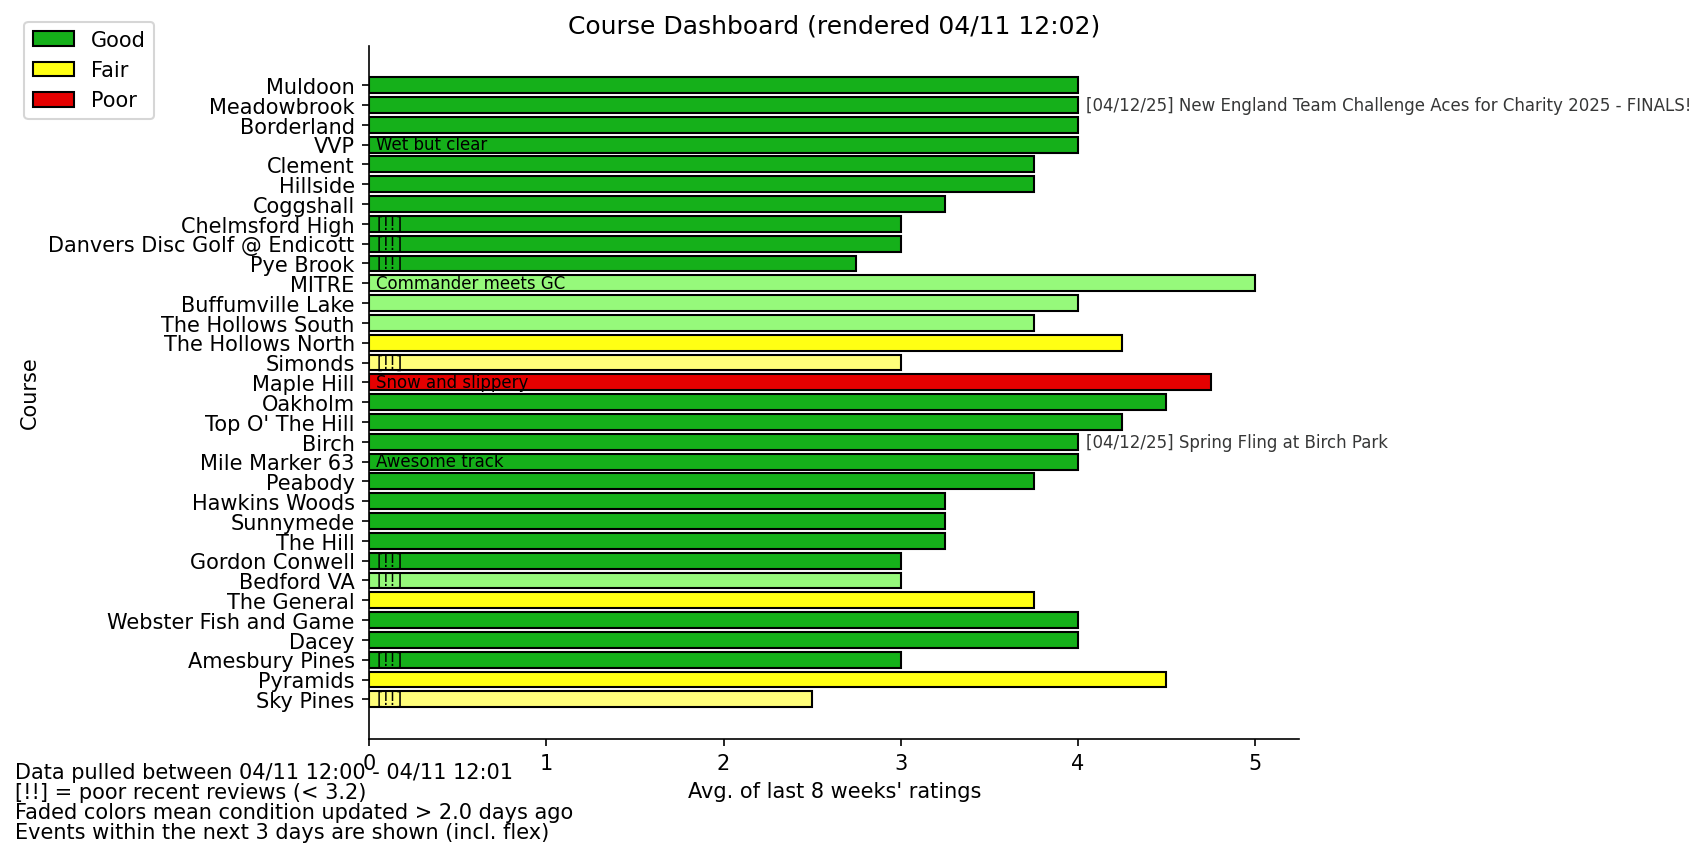 Course Dashboard (rendered 04/11 12:02)
Good
Fair
Poor
Muldoon
Meadowbrook [04/12/25] New England Team Challenge Aces for Charity 2025 - FINALS!
Borderland
VVP Wet but clear
Clement
Hillside
Coggshall
Chelmsford High [!!]
Danvers Disc Golf @ Endicott [!!]
Pye Brook [!!]
MITRE Commander meets GC
Buffumville Lake
The Hollows South
The Hollows North
Simonds [!!]
Maple Hill Snow and slippery
Oakholm
Top O' The Hill
Birch [04/12/25] Spring Fling at Birch Park
Mile Marker 63 Awesome track
Peabody
Hawkins Woods
Sunnymede
The Hill
Gordon Conwell [!!]
Bedford VA [!!]
The General
Webster Fish and Game
Dacey
Amesbury Pines [!!]
Pyramids
Sky Pines [!!]
Course
0 1 2 3 4 5
Avg. of last 8 weeks' ratings
Data pulled between 04/11 12:00 - 04/11 12:01
[!!] = poor recent reviews (< 3.2)
Faded colors mean condition updated > 2.0 days ago
Events within the next 3 days are shown (incl. flex)